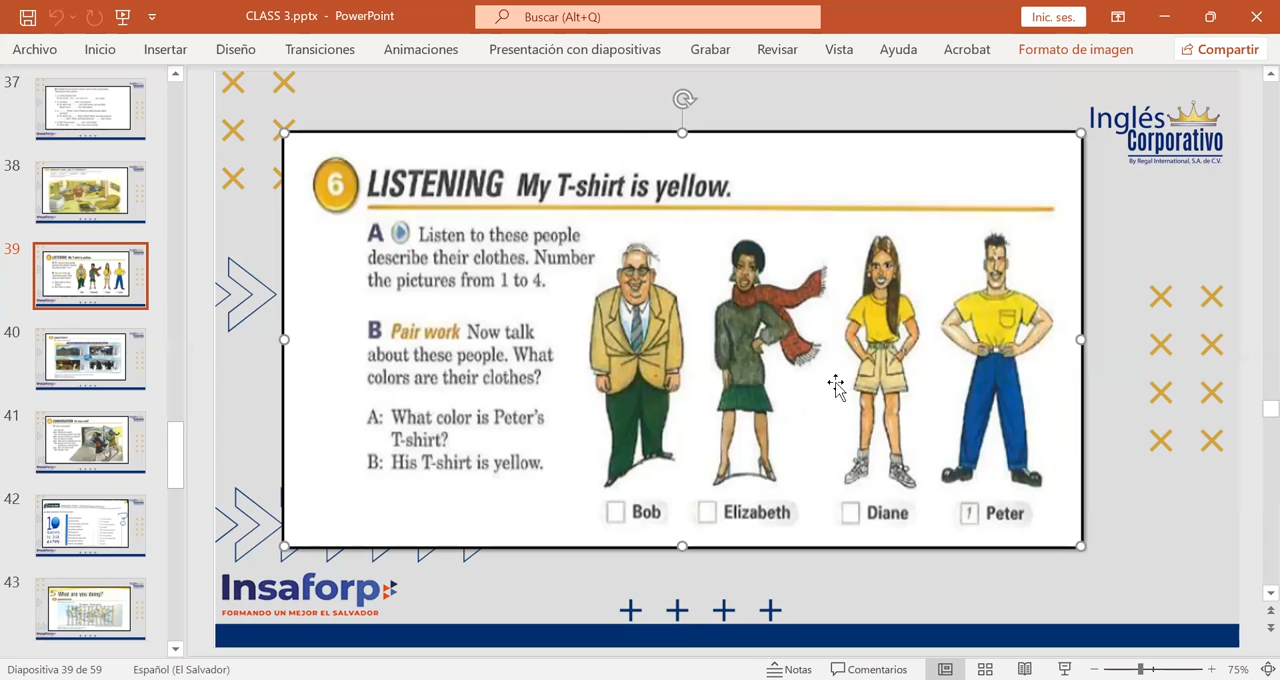 CLASS 3.pptx - PowerPoint
Buscar (Alt+Q)
Inic. ses.
Archivo Inicio Insertar Diseño Transiciones Animaciones Presentación con diapositivas Grabar Revisar Vista Ayuda Acrobat Formato de imagen Compartir
37
38
39
40
41
42
43
What are you doing?
Inglés
Corporativo
By Regal International, S.A. de C.V.
6 LISTENING My T-shirt is yellow.
A Listen to these people
describe their clothes. Number
the pictures from 1 to 4.
B Pair work Now talk
about these people. What
colors are their clothes?
A: What color is Peter's
T-shirt?
B: His T-shirt is yellow.
Bob Elizabeth Diane 1 Peter
Insaforp
FORMANDO UN MEJOR EL SALVADOR
Diapositiva 39 de 59 Español (El Salvador) Notas Comentarios 75%